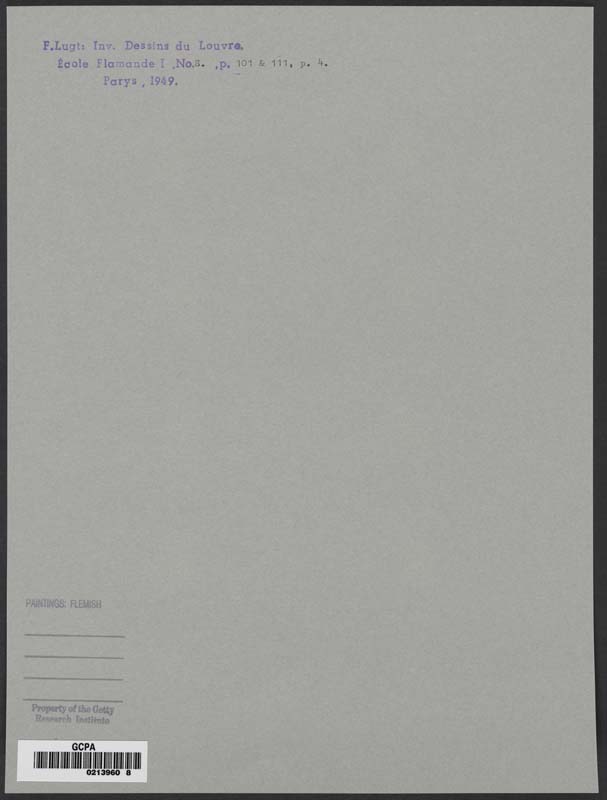 F.Lugt: Inv. Dessins du Louvre.
École Flamande I ,No.8. ,p. 101 & 111, p. 4.
Parys , 1949.
PAINTINGS: FLEMISH
Property of the Getty
Research Institute
GCPA
0213960 8